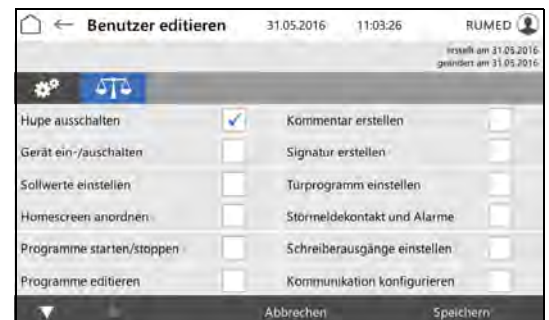 Benutzer editieren 31.05.2016 11:03:26 RUMED
erstellt am 31.05.2016
geändert am 31.05.2016
Hupe ausschalten Kommentar erstellen
Gerät ein-/auschalten Signatur erstellen
Sollwerte einstellen Türprogramm einstellen
Homescreen anordnen Störmeldekontakt und Alarme
Programme starten/stoppen Schreiberausgänge einstellen
Programme editieren Kommunikation konfigurieren
Abbrechen Speichern